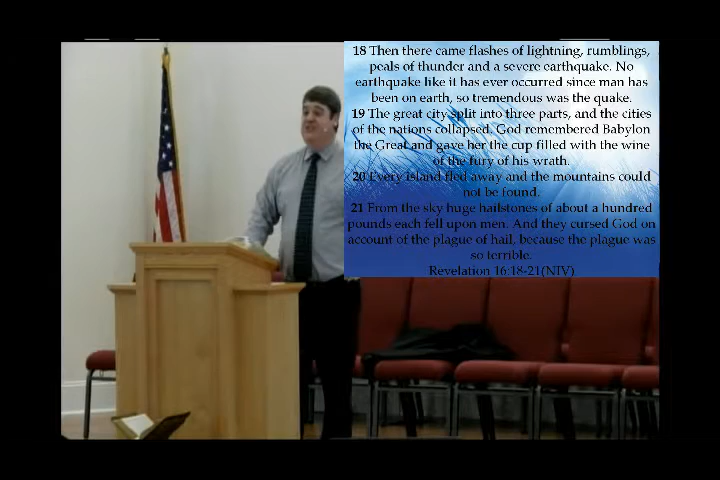 18 Then there came flashes of lightning, rumblings,
peals of thunder and a severe earthquake. No
earthquake like it has ever occurred since man has
been on earth, so tremendous was the quake.
19 The great city split into three parts, and the cities
of the nations collapsed. God remembered Babylon
the Great and gave her the cup filled with the wine
of the fury of his wrath.
20 Every island fled away and the mountains could
not be found.
21 From the sky huge hailstones of about a hundred
pounds each fell upon men. And they cursed God on
account of the plague of hail, because the plague was
so terrible.
Revelation 16:18-21(NIV)